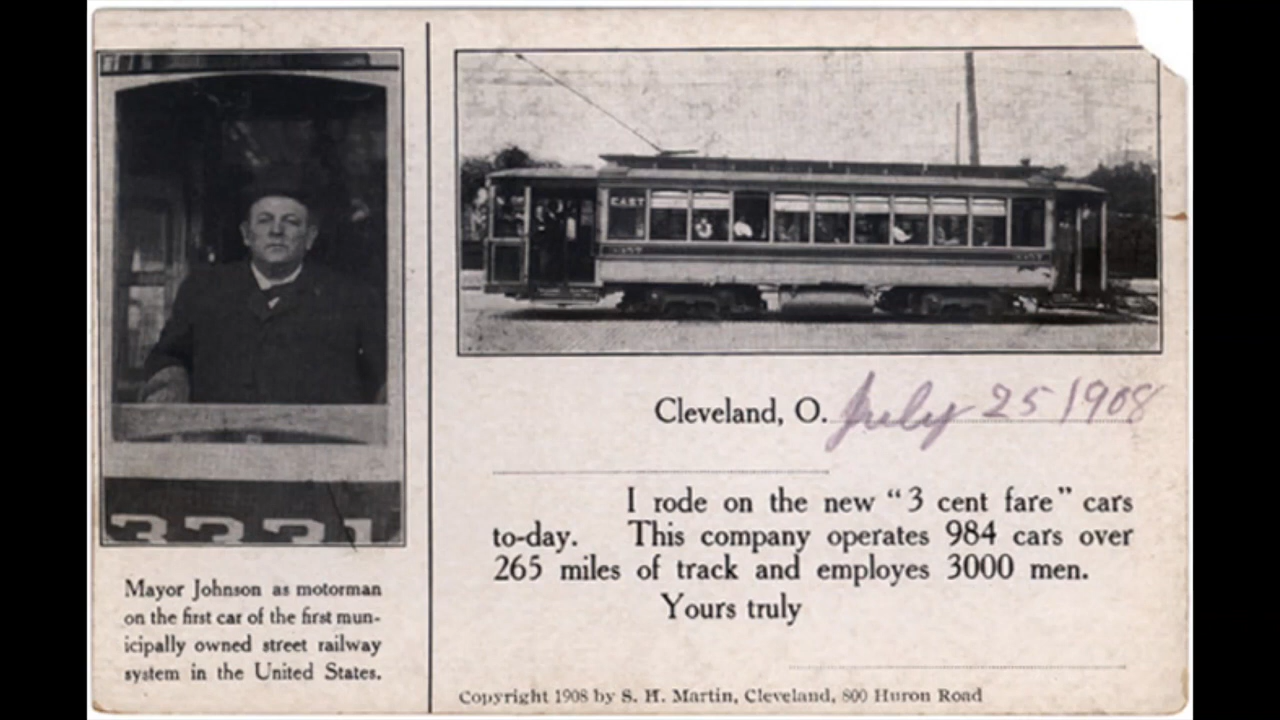 EAST
3331
Mayor Johnson as motorman
on the first car of the first mun-
icipally owned street railway
system in the United States.
Cleveland, O. July 25 1908
I rode on the new "3 cent fare" cars
to-day. This company operates 984 cars over
265 miles of track and employes 3000 men.
Yours truly
Copyright 1908 by S. H. Martin, Cleveland, 800 Huron Road